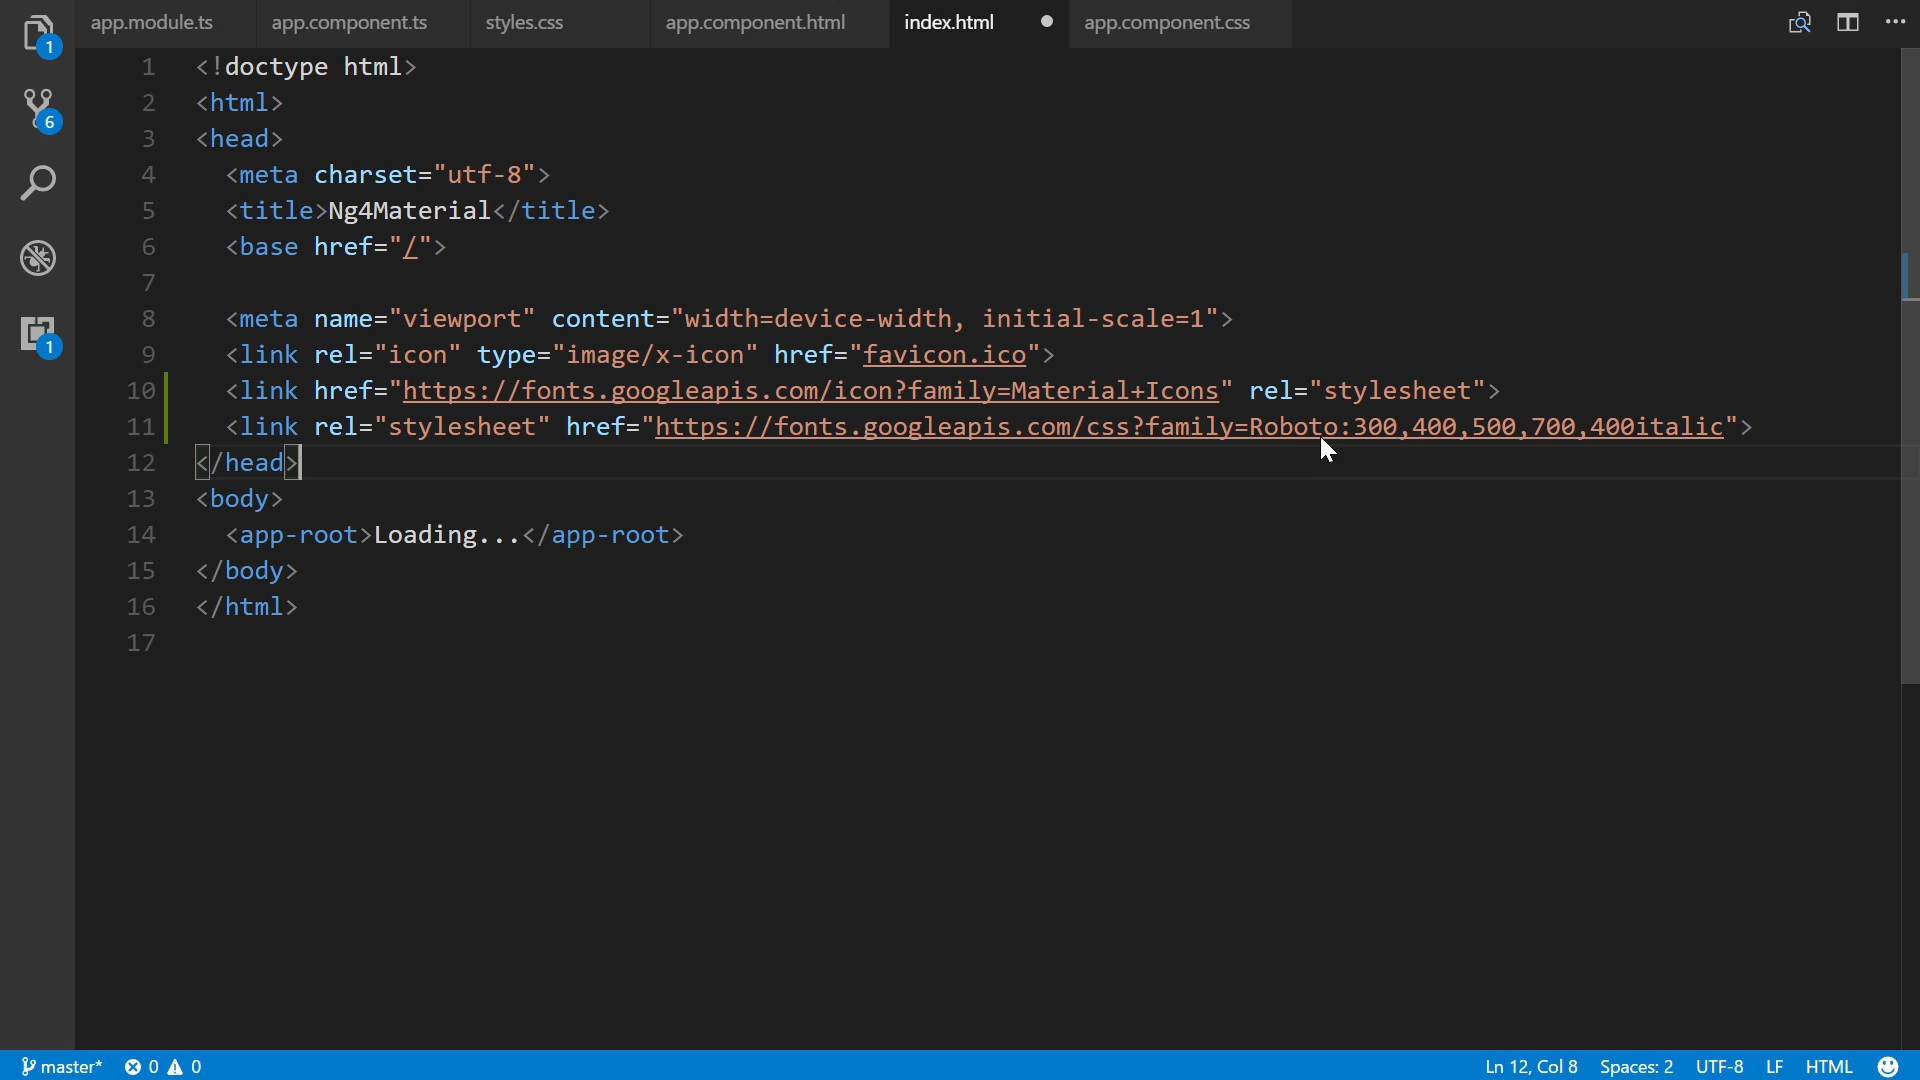 app.module.ts app.component.ts styles.css app.component.html index.html app.component.css
1
6
1
1 <!doctype html>
2 <html>
3 <head>
4 <meta charset="utf-8">
5 <title>Ng4Material</title>
6 <base href="/">
7
8 <meta name="viewport" content="width=device-width, initial-scale=1">
9 <link rel="icon" type="image/x-icon" href="favicon.ico">
10 <link href="https://fonts.googleapis.com/icon?family=Material+Icons" rel="stylesheet">
11 <link rel="stylesheet" href="https://fonts.googleapis.com/css?family=Roboto:300,400,500,700,400italic">
12 </head>
13 <body>
14 <app-root>Loading...</app-root>
15 </body>
16 </html>
17
master* 0 0 Ln 12, Col 8 Spaces: 2 UTF-8 LF HTML